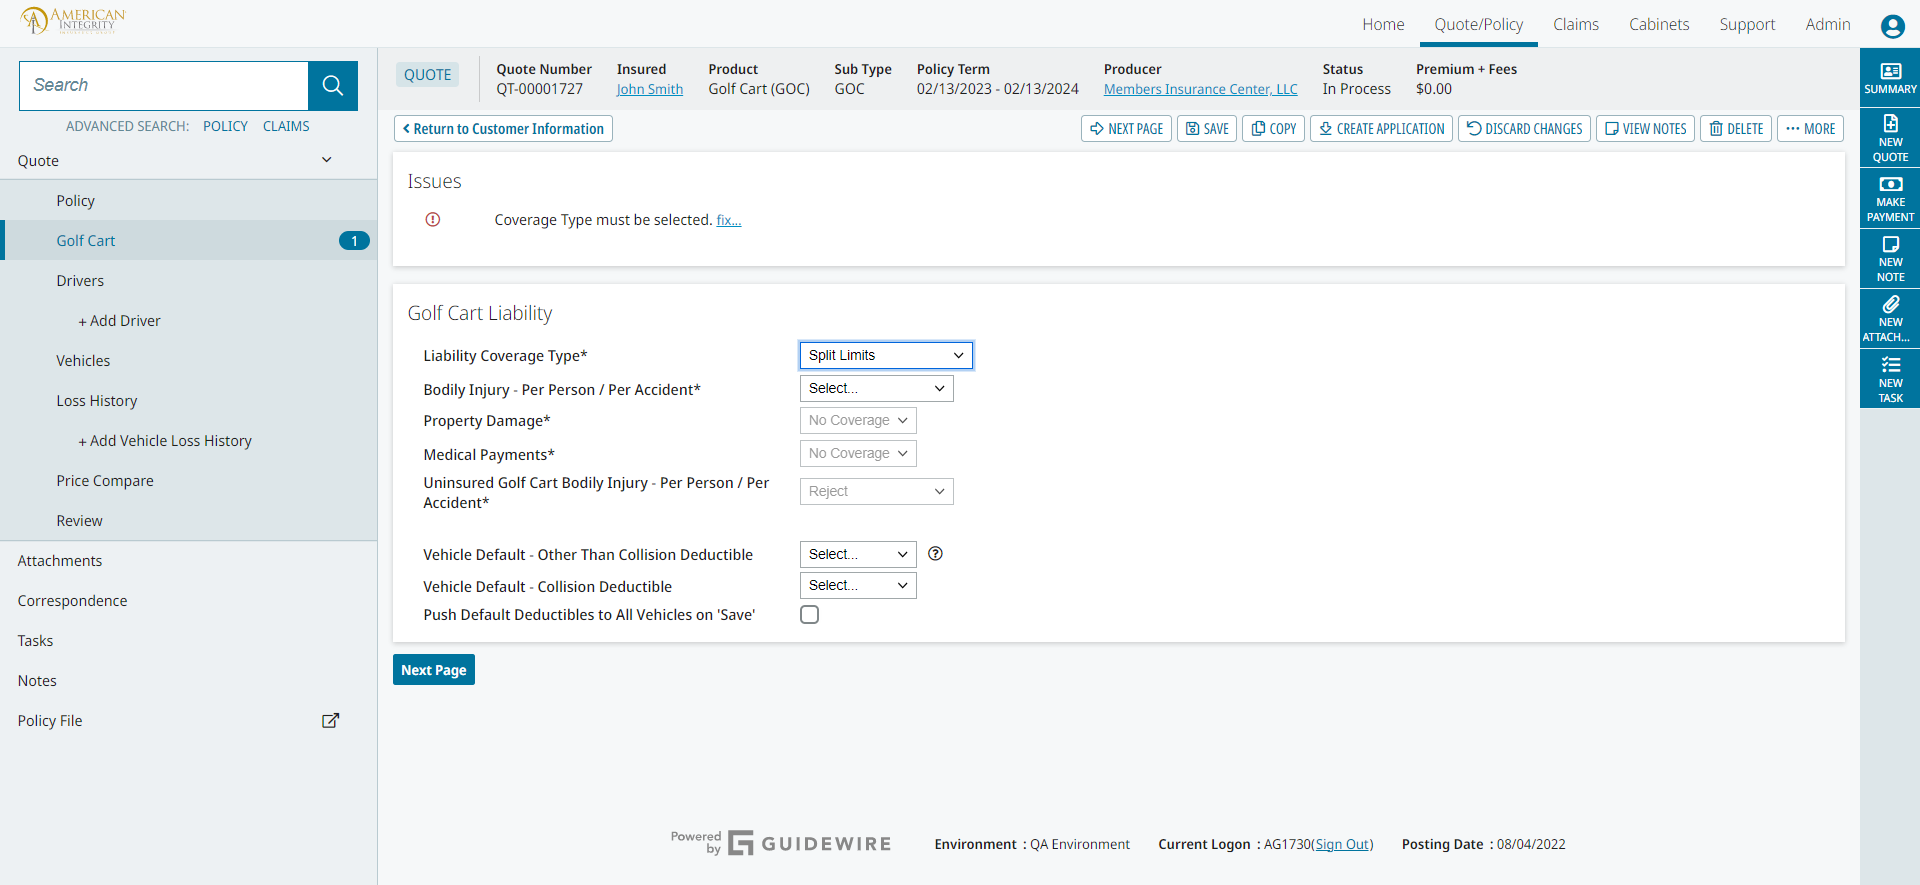 AMERICAN
INTEGRITY
INSURANCE GROUP
Home Quote/Policy Claims Cabinets Support Admin
Search
ADVANCED SEARCH: POLICY CLAIMS
Quote
Policy
Golf Cart 1
Drivers
+ Add Driver
Vehicles
Loss History
+ Add Vehicle Loss History
Price Compare
Review
Attachments
Correspondence
Tasks
Notes
Policy File
QUOTE
Quote Number Insured Product Sub Type Policy Term Producer Status Premium + Fees
QT-00001727 John Smith Golf Cart (GOC) GOC 02/13/2023 - 02/13/2024 Members Insurance Center, LLC In Process $0.00
Return to Customer Information
NEXT PAGE SAVE COPY CREATE APPLICATION DISCARD CHANGES VIEW NOTES DELETE MORE
Issues
Coverage Type must be selected. fix...
Golf Cart Liability
Liability Coverage Type* Split Limits
Bodily Injury - Per Person / Per Accident* Select...
Property Damage* No Coverage
Medical Payments* No Coverage
Uninsured Golf Cart Bodily Injury - Per Person / Per
Accident* Reject
Vehicle Default - Other Than Collision Deductible Select...
Vehicle Default - Collision Deductible Select...
Push Default Deductibles to All Vehicles on 'Save'
Next Page
SUMMARY
NEW
QUOTE
MAKE
PAYMENT
NEW
NOTE
NEW
ATTACH...
NEW
TASK
Powered
by GUIDEWIRE
Environment : QA Environment Current Logon : AG1730(Sign Out) Posting Date : 08/04/2022